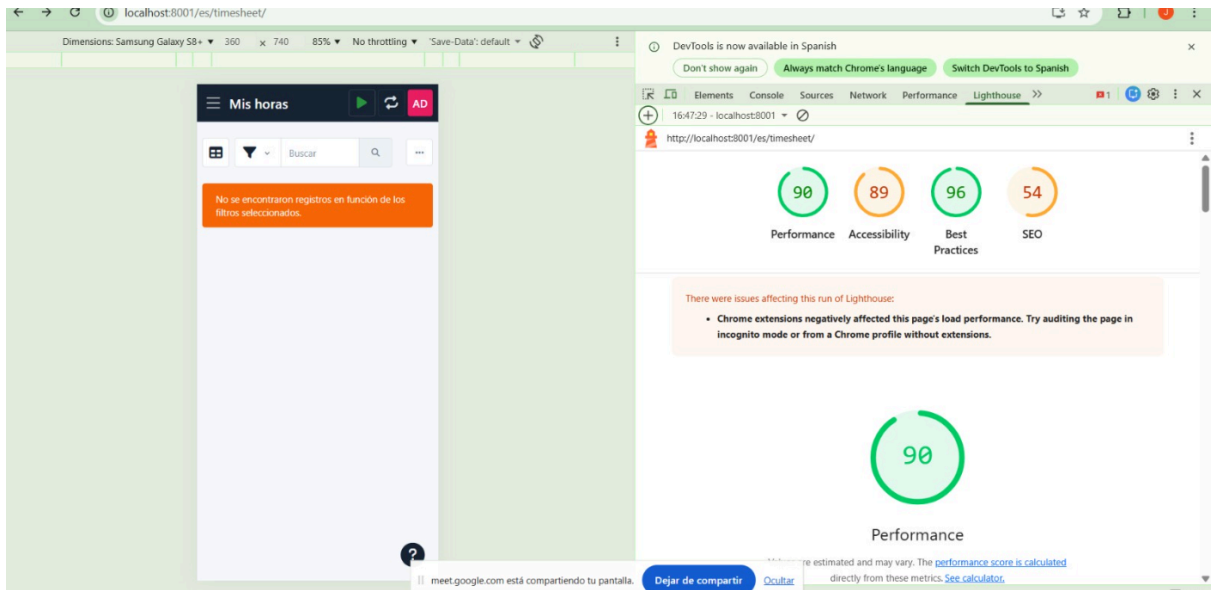 localhost:8001/es/timesheet/
J
Dimensions: Samsung Galaxy S8+ ▼ 360 x 740 85% ▼ No throttling ▼ 'Save-Data': default
Mis horas
AD
Buscar
No se encontraron registros en función de los
filtros seleccionados.
?
DevTools is now available in Spanish
Don't show again
Always match Chrome's language
Switch DevTools to Spanish
Elements Console Sources Network Performance Lighthouse
1
16:47:29 - localhost:8001
http://localhost:8001/es/timesheet/
90 89 96 54
Performance Accessibility Best SEO
Practices
There were issues affecting this run of Lighthouse:
• Chrome extensions negatively affected this page's load performance. Try auditing the page in
incognito mode or from a Chrome profile without extensions.
90
Performance
are estimated and may vary. The performance score is calculated
directly from these metrics. See calculator.
meet.google.com está compartiendo tu pantalla.
Dejar de compartir
Ocultar